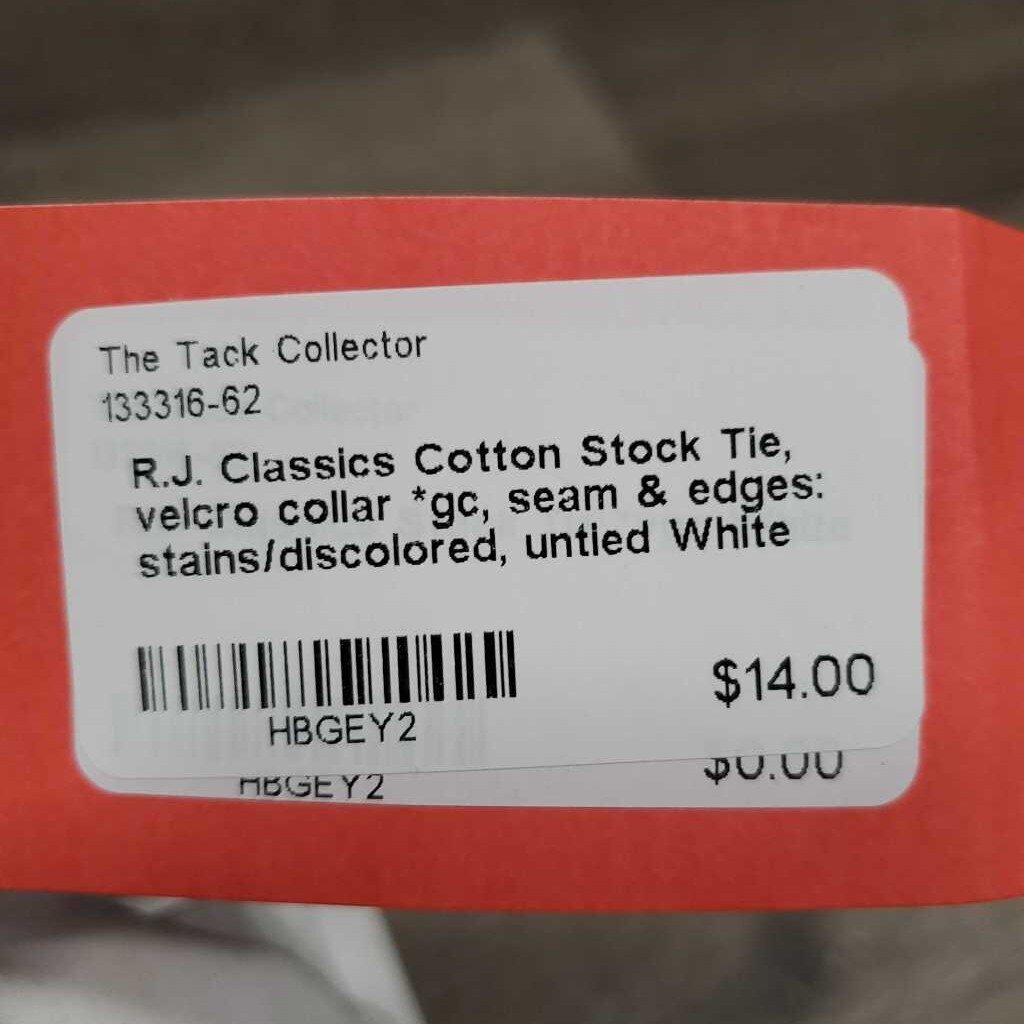 The Tack Collector
133316-62
R.J. Classics Cotton Stock Tie,
velcro collar *gc, seam & edges:
stains/discolored, untied White
$14.00
HBGEY2
$0.00
HBGEY2